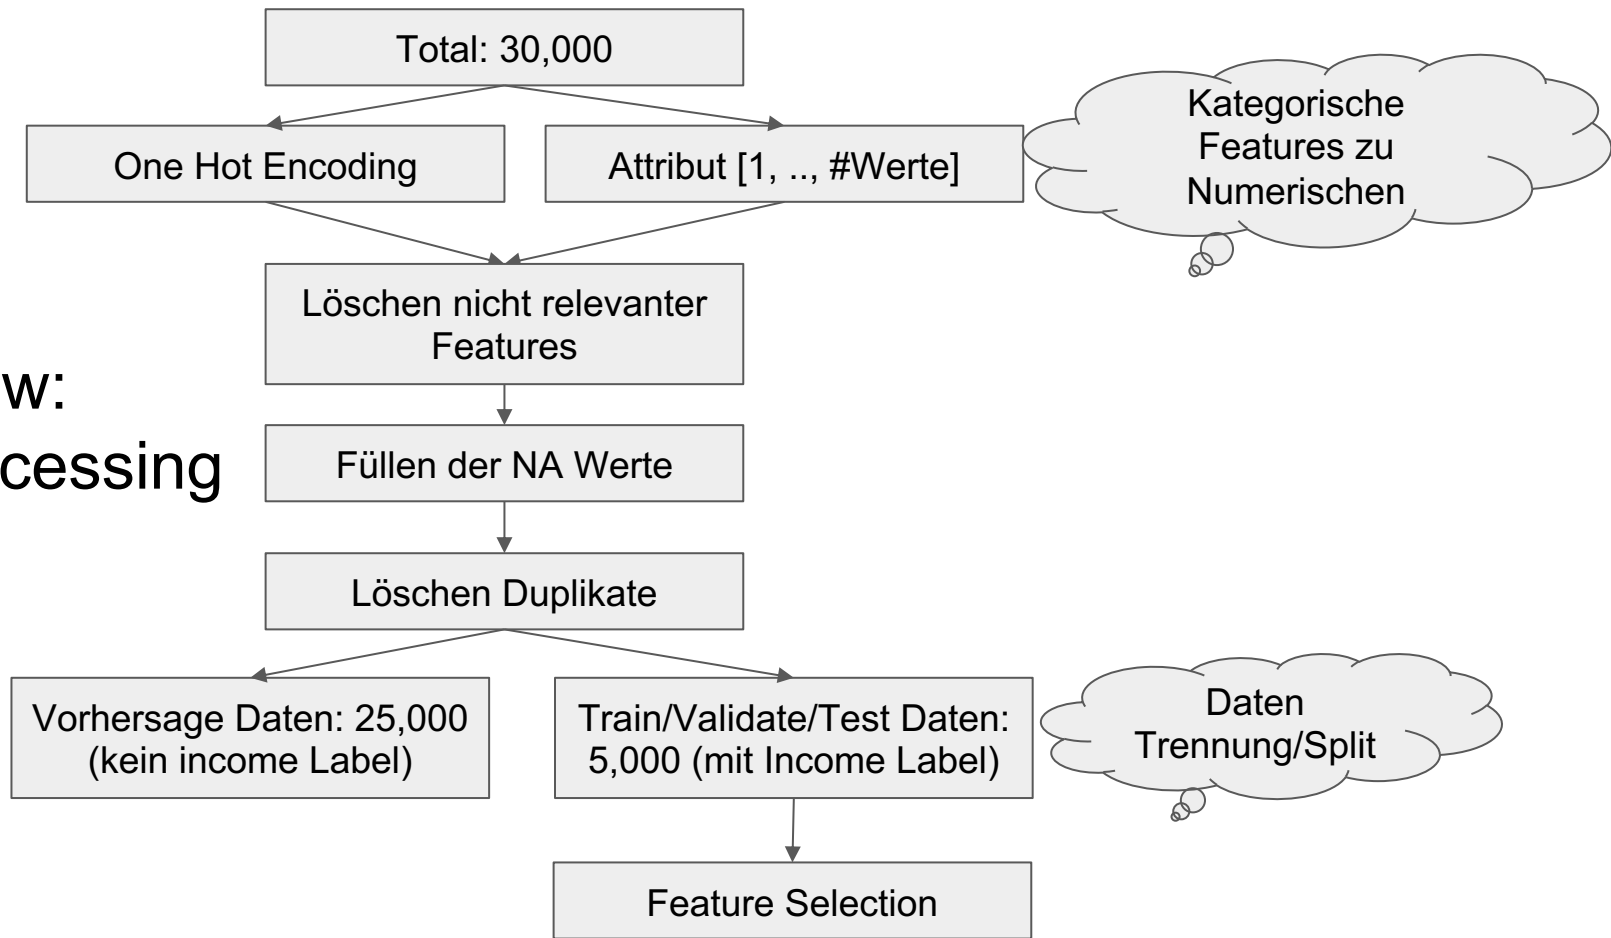 Total: 30,000
One Hot Encoding
Attribut [1, .., #Werte]
Kategorische
Features zu
Numerischen
Löschen nicht relevanter
Features
w:
cessing
Füllen der NA Werte
Löschen Duplikate
Vorhersage Daten: 25,000
(kein income Label)
Train/Validate/Test Daten:
5,000 (mit Income Label)
Daten
Trennung/Split
Feature Selection